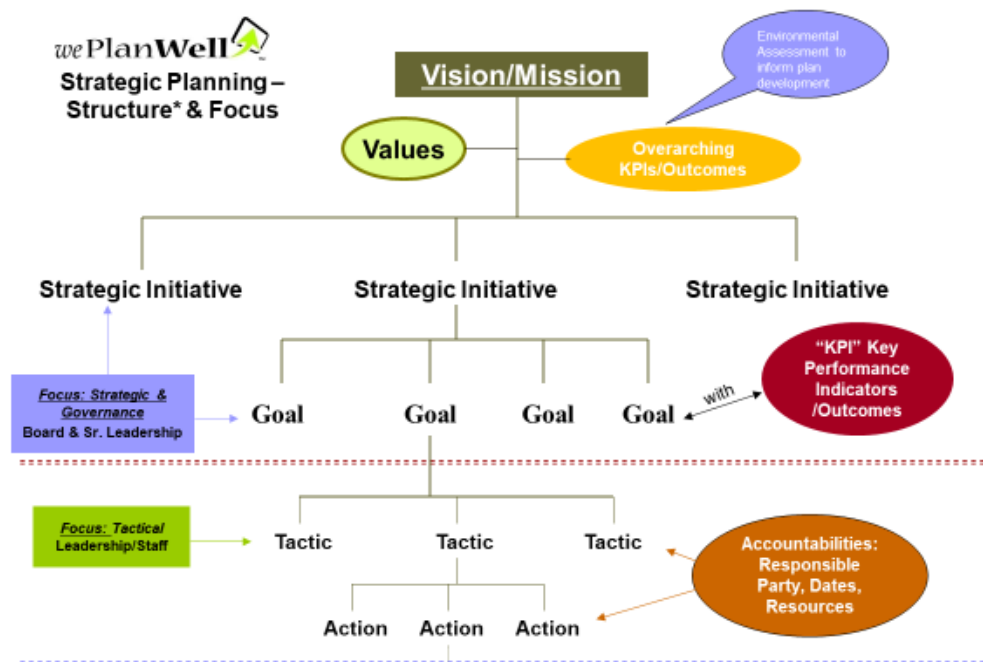 we PlanWell
Strategic Planning –
Structure* & Focus
Vision/Mission
Environmental
Assessment to
inform plan
development
Values
Overarching
KPIs/Outcomes
Strategic Initiative
Strategic Initiative
Strategic Initiative
"KPI" Key
Performance
Indicators
/Outcomes
with
Focus: Strategic &
Governance
Board & Sr. Leadership
Goal
Goal
Goal
Goal
Focus: Tactical
Leadership/Staff
Tactic
Tactic
Tactic
Accountabilities:
Responsible
Party, Dates,
Resources
Action
Action
Action